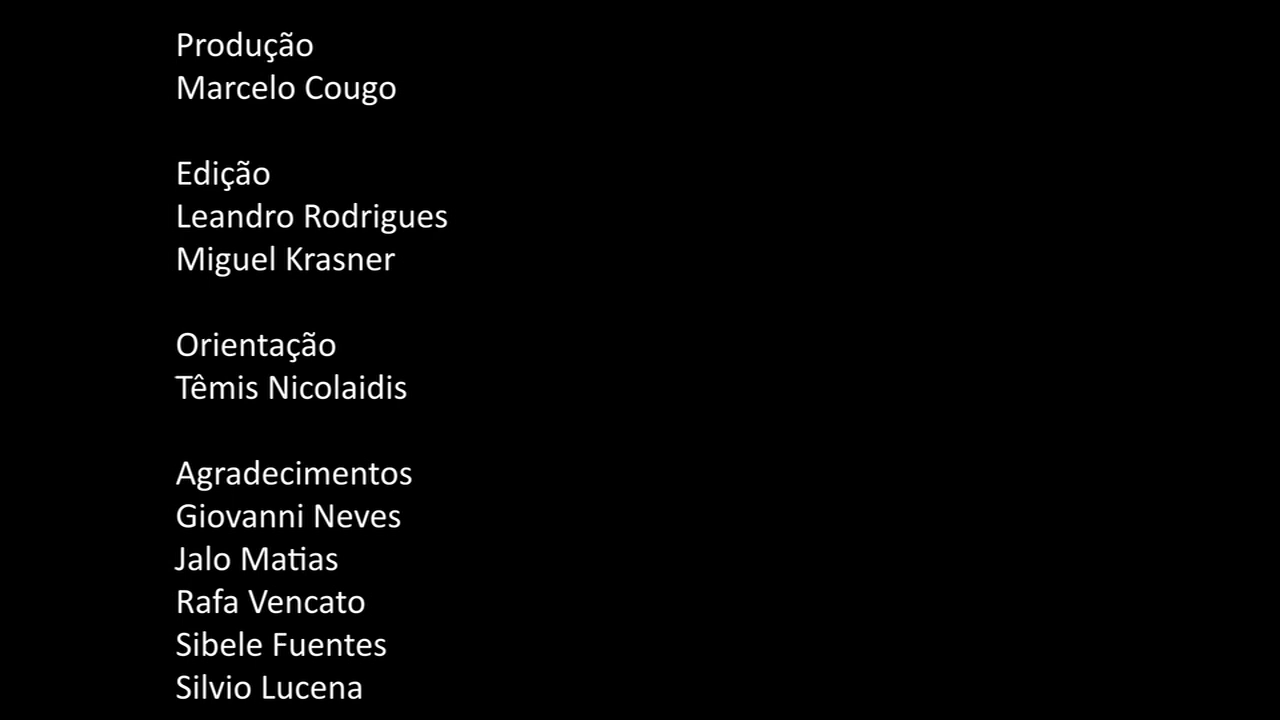 Produção
Marcelo Cougo
Edição
Leandro Rodrigues
Miguel Krasner
Orientação
Têmis Nicolaidis
Agradecimentos
Giovanni Neves
Jalo Matias
Rafa Vencato
Sibele Fuentes
Silvio Lucena